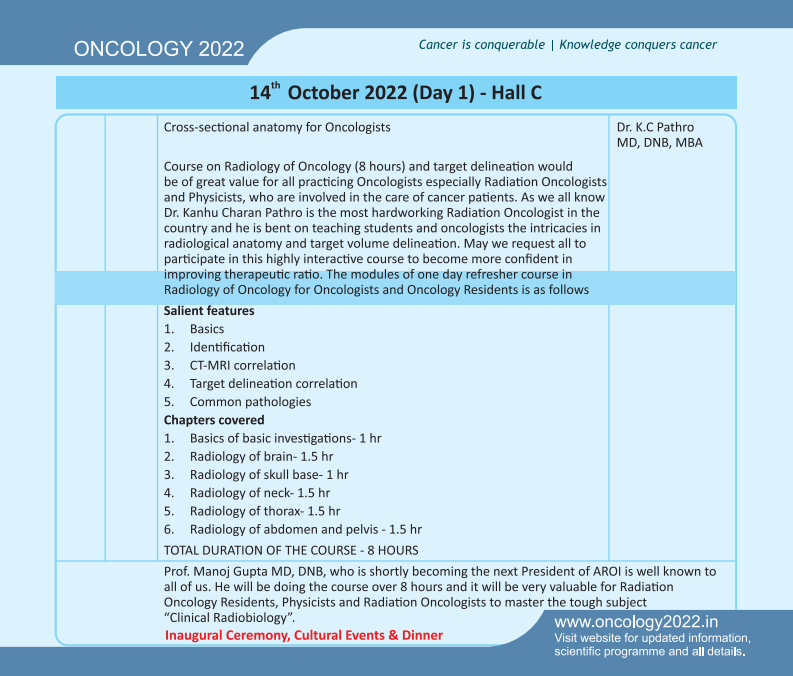 ONCOLOGY 2022
Cancer is conquerable | Knowledge conquers cancer
14th October 2022 (Day 1) - Hall C
Cross-sectional anatomy for Oncologists
Dr. K.C Pathro
MD, DNB, MBA
Course on Radiology of Oncology (8 hours) and target delineation would
be of great value for all practicing Oncologists especially Radiation Oncologists
and Physicists, who are involved in the care of cancer patients. As we all know
Dr. Kanhu Charan Pathro is the most hardworking Radiation Oncologist in the
country and he is bent on teaching students and oncologists the intricacies in
radiological anatomy and target volume delineation. May we request all to
participate in this highly interactive course to become more confident in
improving therapeutic ratio. The modules of one day refresher course in
Radiology of Oncology for Oncologists and Oncology Residents is as follows
Salient features
1. Basics
2. Identification
3. CT-MRI correlation
4. Target delineation correlation
5. Common pathologies
Chapters covered
1. Basics of basic investigations- 1 hr
2. Radiology of brain- 1.5 hr
3. Radiology of skull base- 1 hr
4. Radiology of neck- 1.5 hr
5. Radiology of thorax- 1.5 hr
6. Radiology of abdomen and pelvis - 1.5 hr
TOTAL DURATION OF THE COURSE - 8 HOURS
Prof. Manoj Gupta MD, DNB, who is shortly becoming the next President of AROI is well known to
all of us. He will be doing the course over 8 hours and it will be very valuable for Radiation
Oncology Residents, Physicists and Radiation Oncologists to master the tough subject
“Clinical Radiobiology”.
Inaugural Ceremony, Cultural Events & Dinner
www.oncology2022.in
Visit website for updated information,
scientific programme and all details.